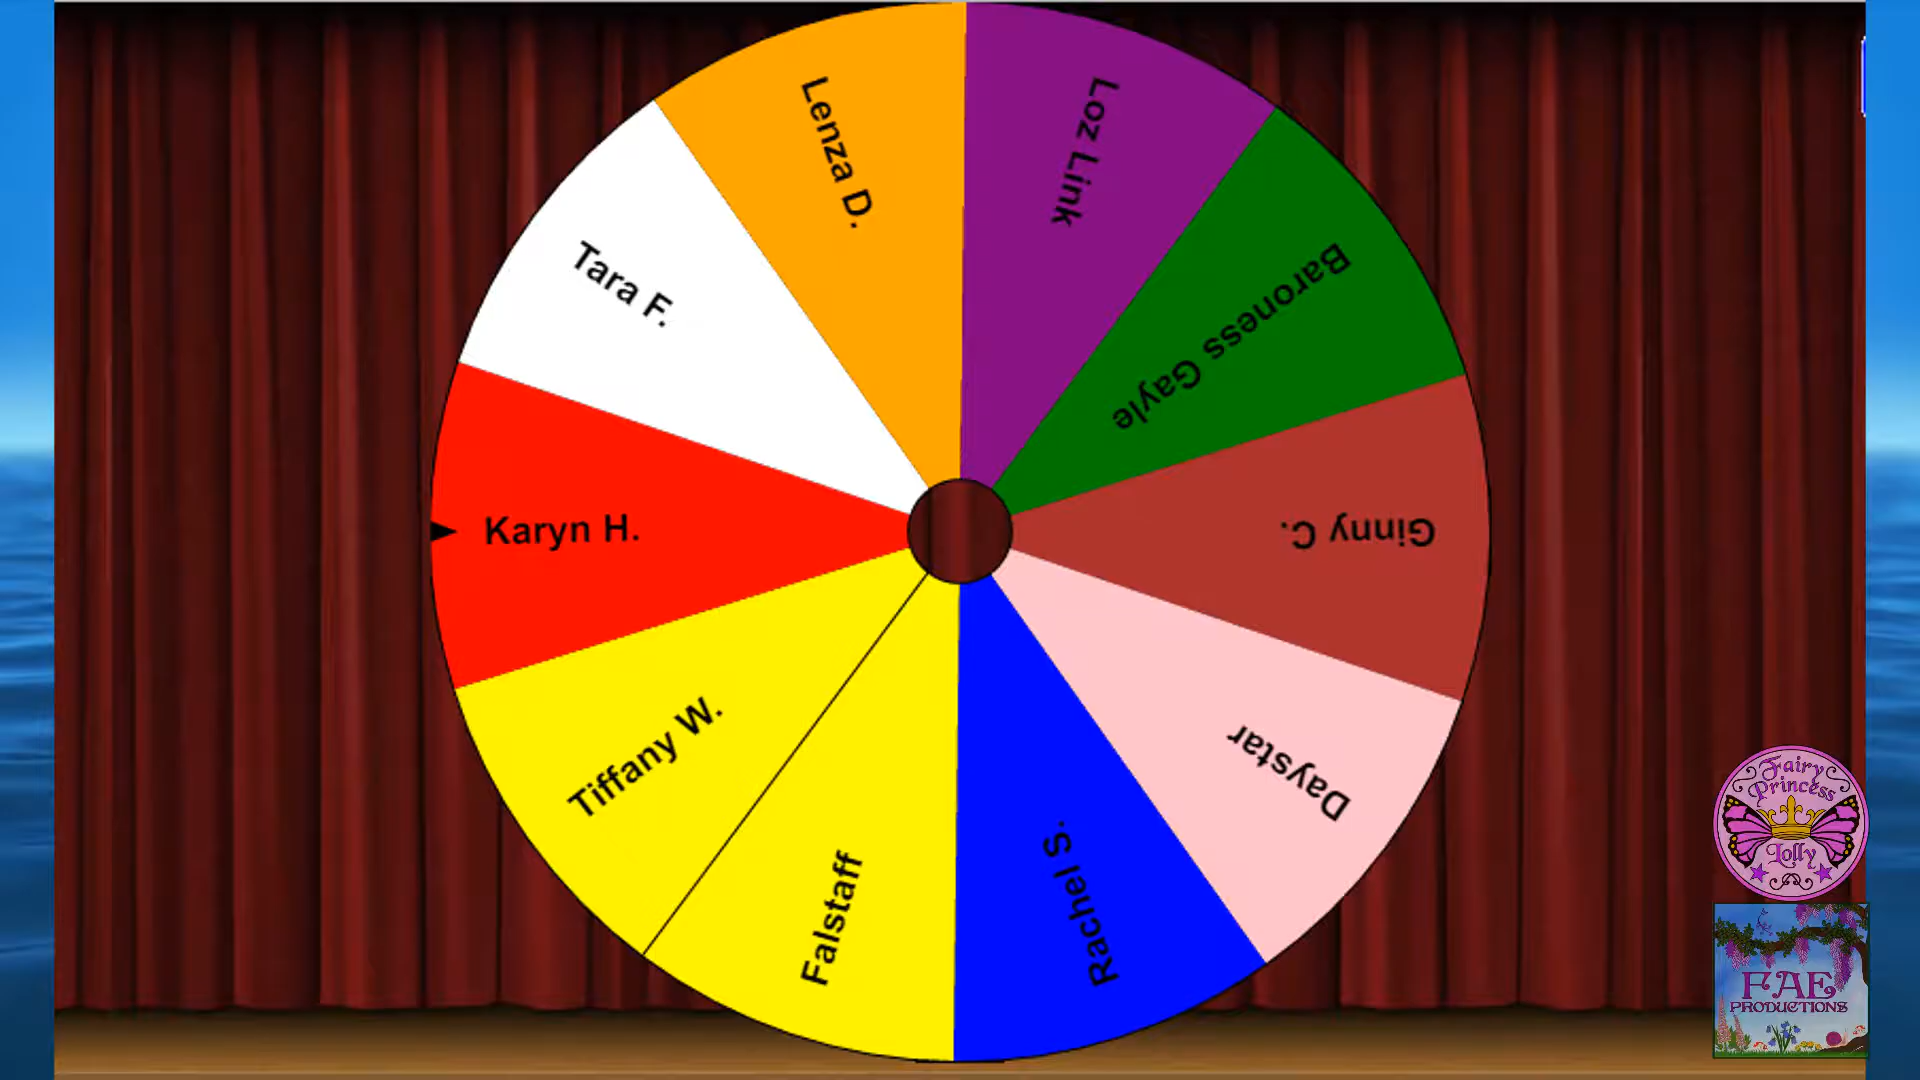 Lenza D.
Loz Link
Baroness Gayle
Ginny C.
Daystar
Rachel S.
Falstaff
Tiffany W.
Karyn H.
Tara F.
Fairy
Princess
Lolly
FAE
PRODUCTIONS